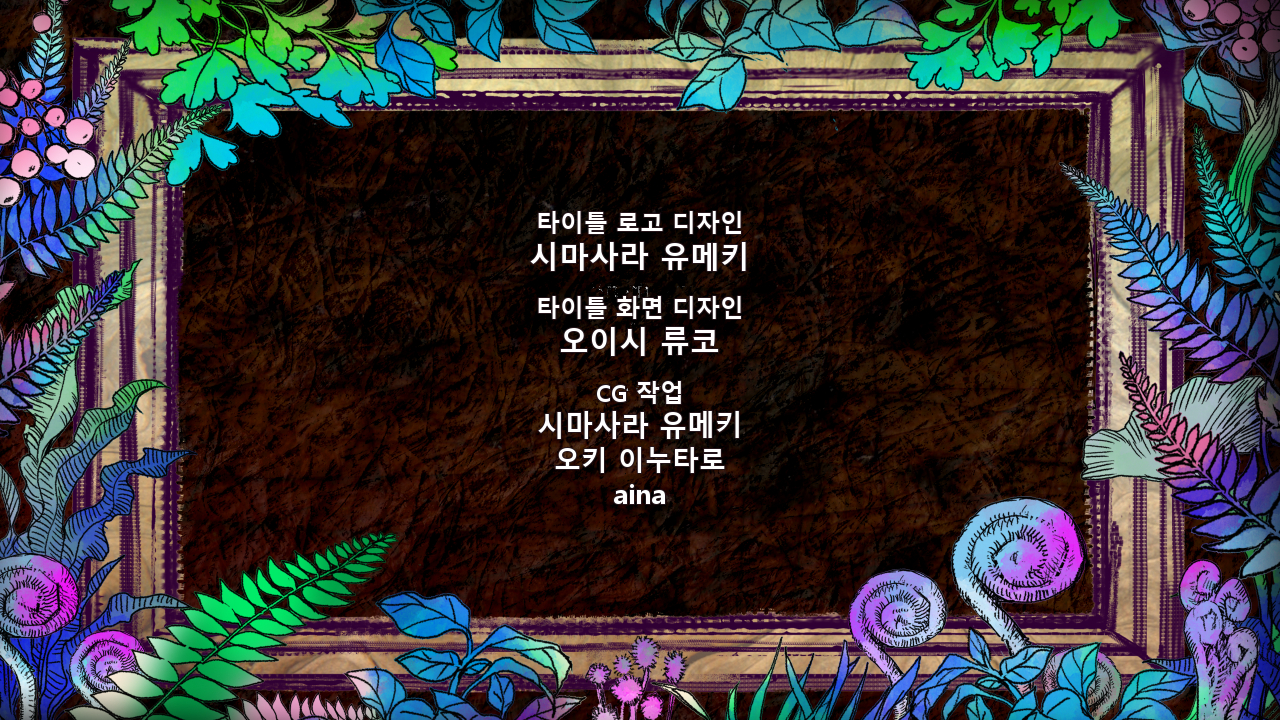 타이틀 로고 디자인
시마사라 유메키
타이틀 화면 디자인
오이시 류코
CG 작업
시마사라 유메키
오키 이누타로
aina